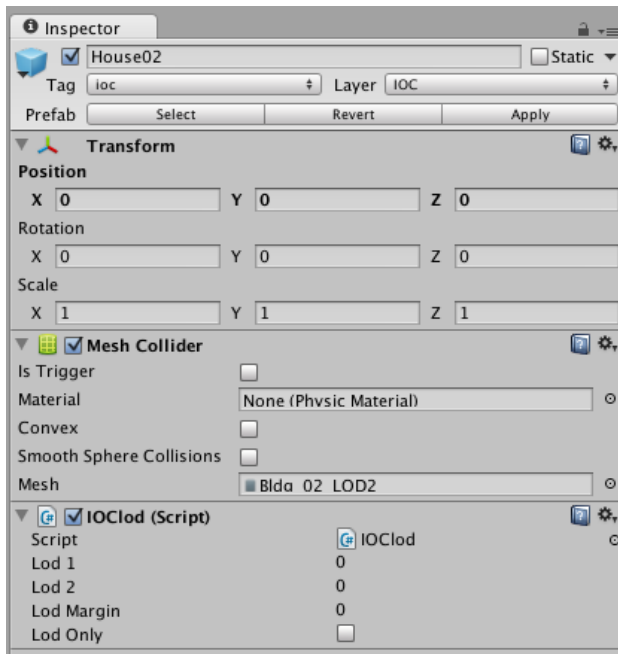 Inspector
House02 Static
Tag ioc Layer IOC
Prefab Select Revert Apply
Transform
Position
X 0 Y 0 Z 0
Rotation
X 0 Y 0 Z 0
Scale
X 1 Y 1 Z 1
Mesh Collider
Is Trigger
Material None (Physic Material)
Convex
Smooth Sphere Collisions
Mesh Bldg_02_LOD2
IOClod (Script)
Script IOClod
Lod 1 0
Lod 2 0
Lod Margin 0
Lod Only